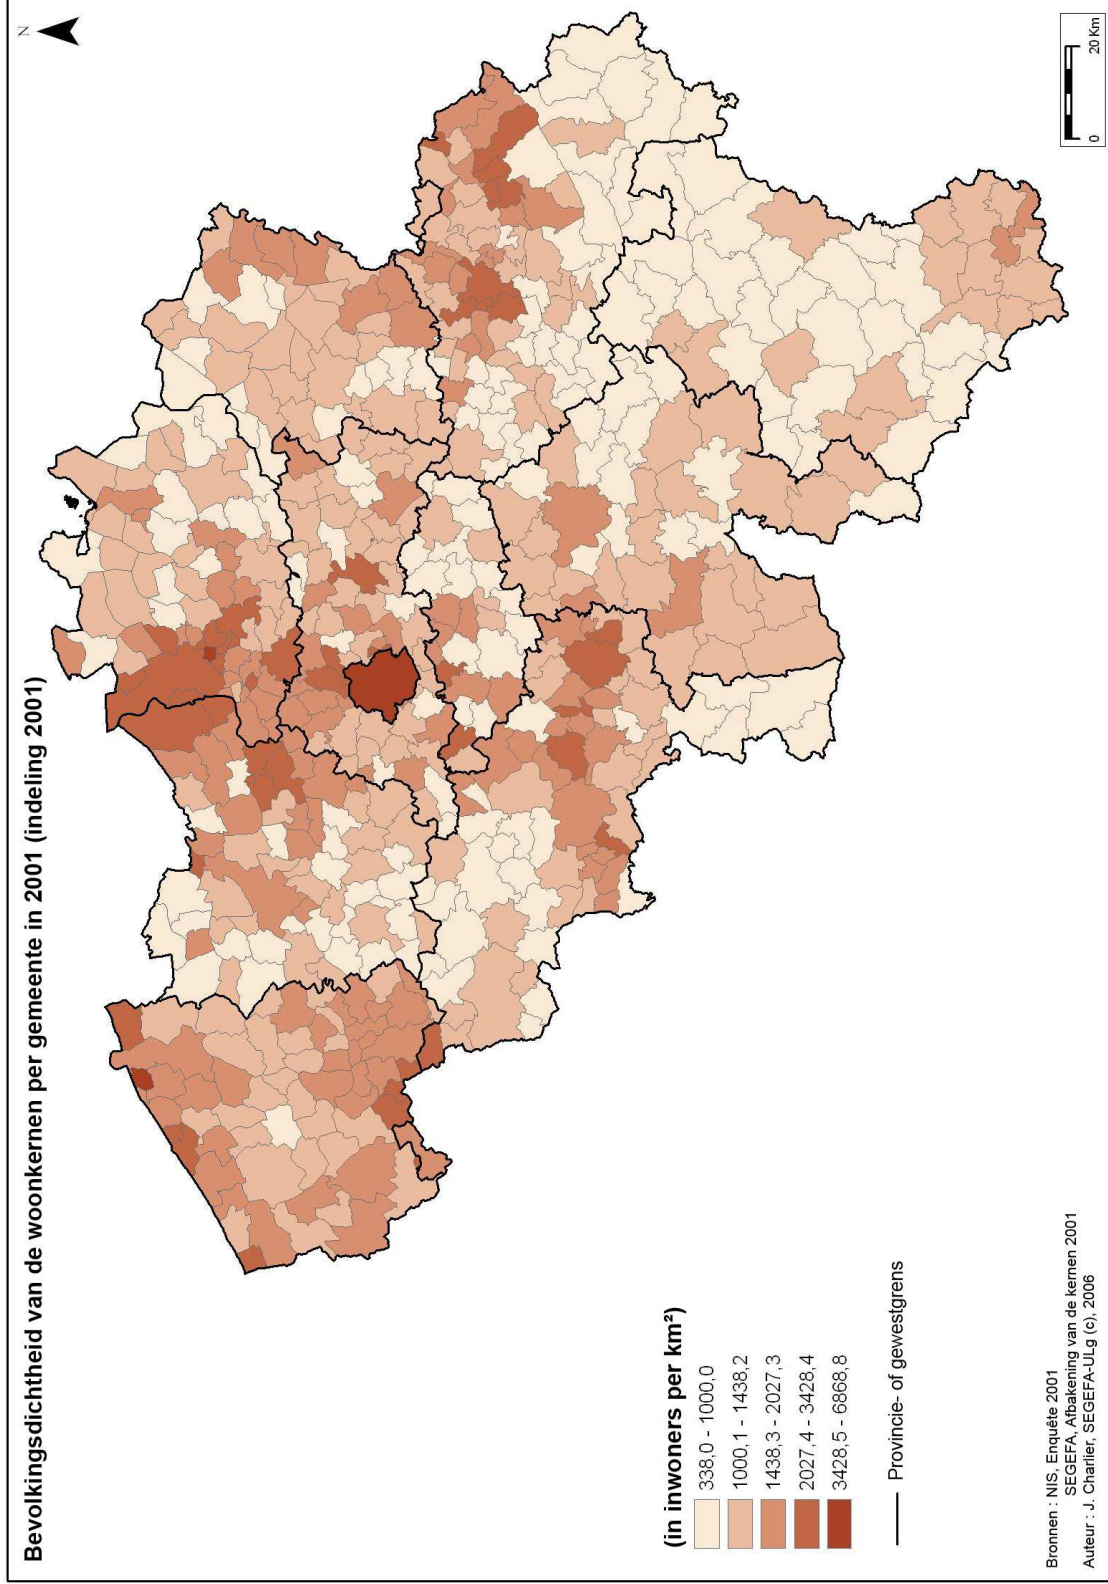 Bevolkingsdichtheid van de woonkernen per gemeente in 2001 (indeling 2001)
N
(in inwoners per km²)
338,0 - 1000,0
1000,1 - 1438,2
1438,3 - 2027,3
2027,4 - 3428,4
3428,5 - 6868,8
Provincie- of gewestgrens
Bronnen : NIS, Enquête 2001
SEGEFA, Afbakening van de kernen 2001
Auteur : J. Charlier, SEGEFA-ULg (c), 2006
0 20 Km